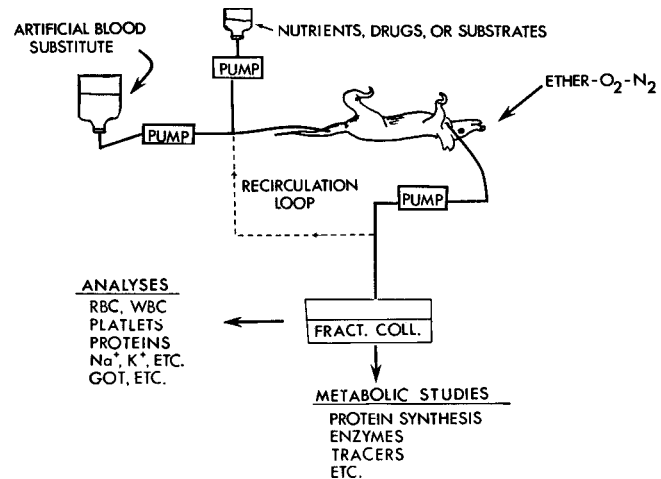 ARTIFICIAL BLOOD
SUBSTITUTE
NUTRIENTS, DRUGS, OR SUBSTRATES
PUMP
ETHER-O₂-N₂
PUMP
RECIRCULATION
LOOP
PUMP
ANALYSES
RBC, WBC
PLATLETS
PROTEINS
Na⁺, K⁺, ETC.
GOT, ETC.
FRACT. COLL.
METABOLIC STUDIES
PROTEIN SYNTHESIS
ENZYMES
TRACERS
ETC.